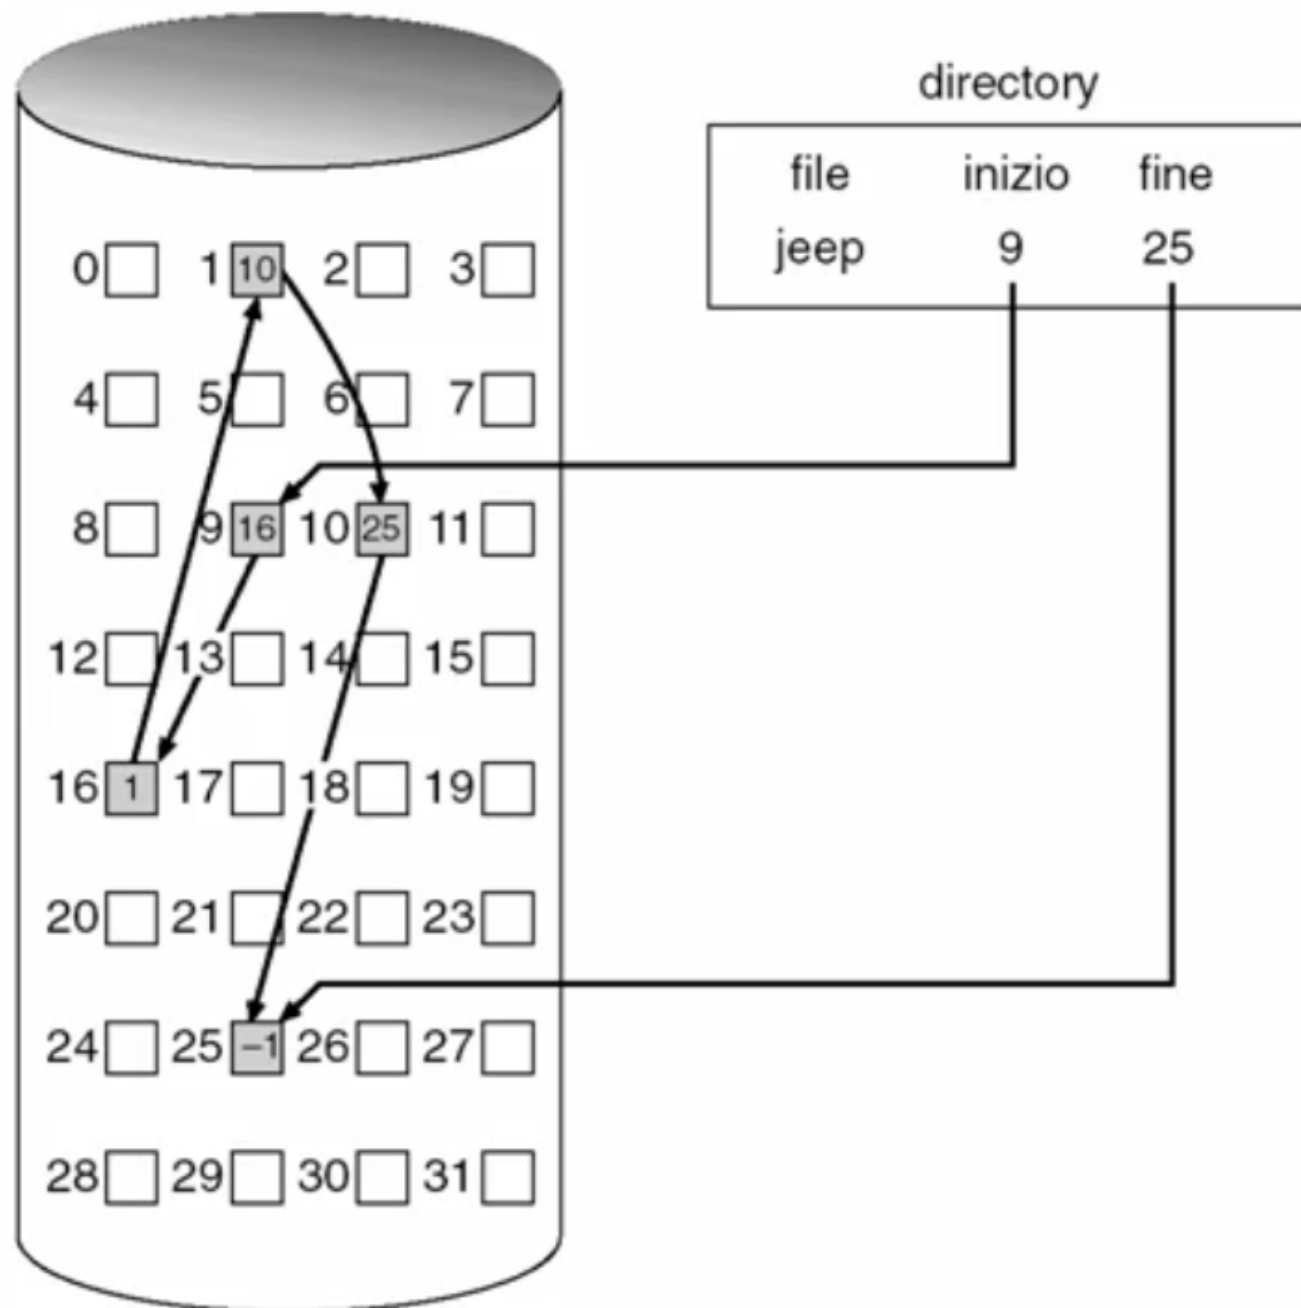 directory
file inizio fine
jeep 9 25
0 1 10 2 3
4 5 6 7
8 9 16 10 25 11
12 13 14 15
16 1 17 18 19
20 21 22 23
24 25 −1 26 27
28 29 30 31